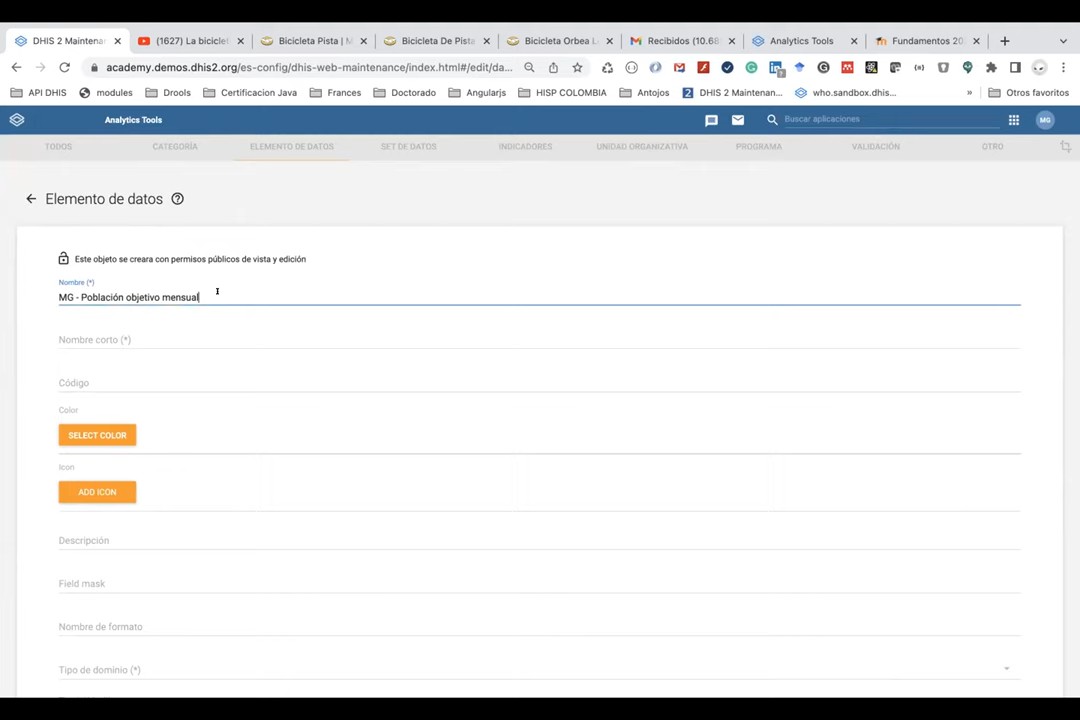 DHIS 2 Maintenan
(1627) La bicicle
Bicicleta Pista | M
Bicicleta De Pista
Bicicleta Orbea L
Recibidos (10.68
Analytics Tools
Fundamentos 20
academy.demos.dhis2.org/es-config/dhis-web-maintenance/index.html#/edit/da...
API DHIS
modules
Drools
Certificacion Java
Frances
Doctorado
Angularjs
HISP COLOMBIA
Antojos
DHIS 2 Maintenan...
who.sandbox.dhis...
»
Otros favoritos
Analytics Tools
Buscar aplicaciones
MG
TODOS
CATEGORÍA
ELEMENTO DE DATOS
SET DE DATOS
INDICADORES
UNIDAD ORGANIZATIVA
PROGRAMA
VALIDACIÓN
OTRO
Elemento de datos
Este objeto se creara con permisos públicos de vista y edición
Nombre (*)
MG - Población objetivo mensual
Nombre corto (*)
Código
Color
SELECT COLOR
Icon
ADD ICON
Descripción
Field mask
Nombre de formato
Tipo de dominio (*)